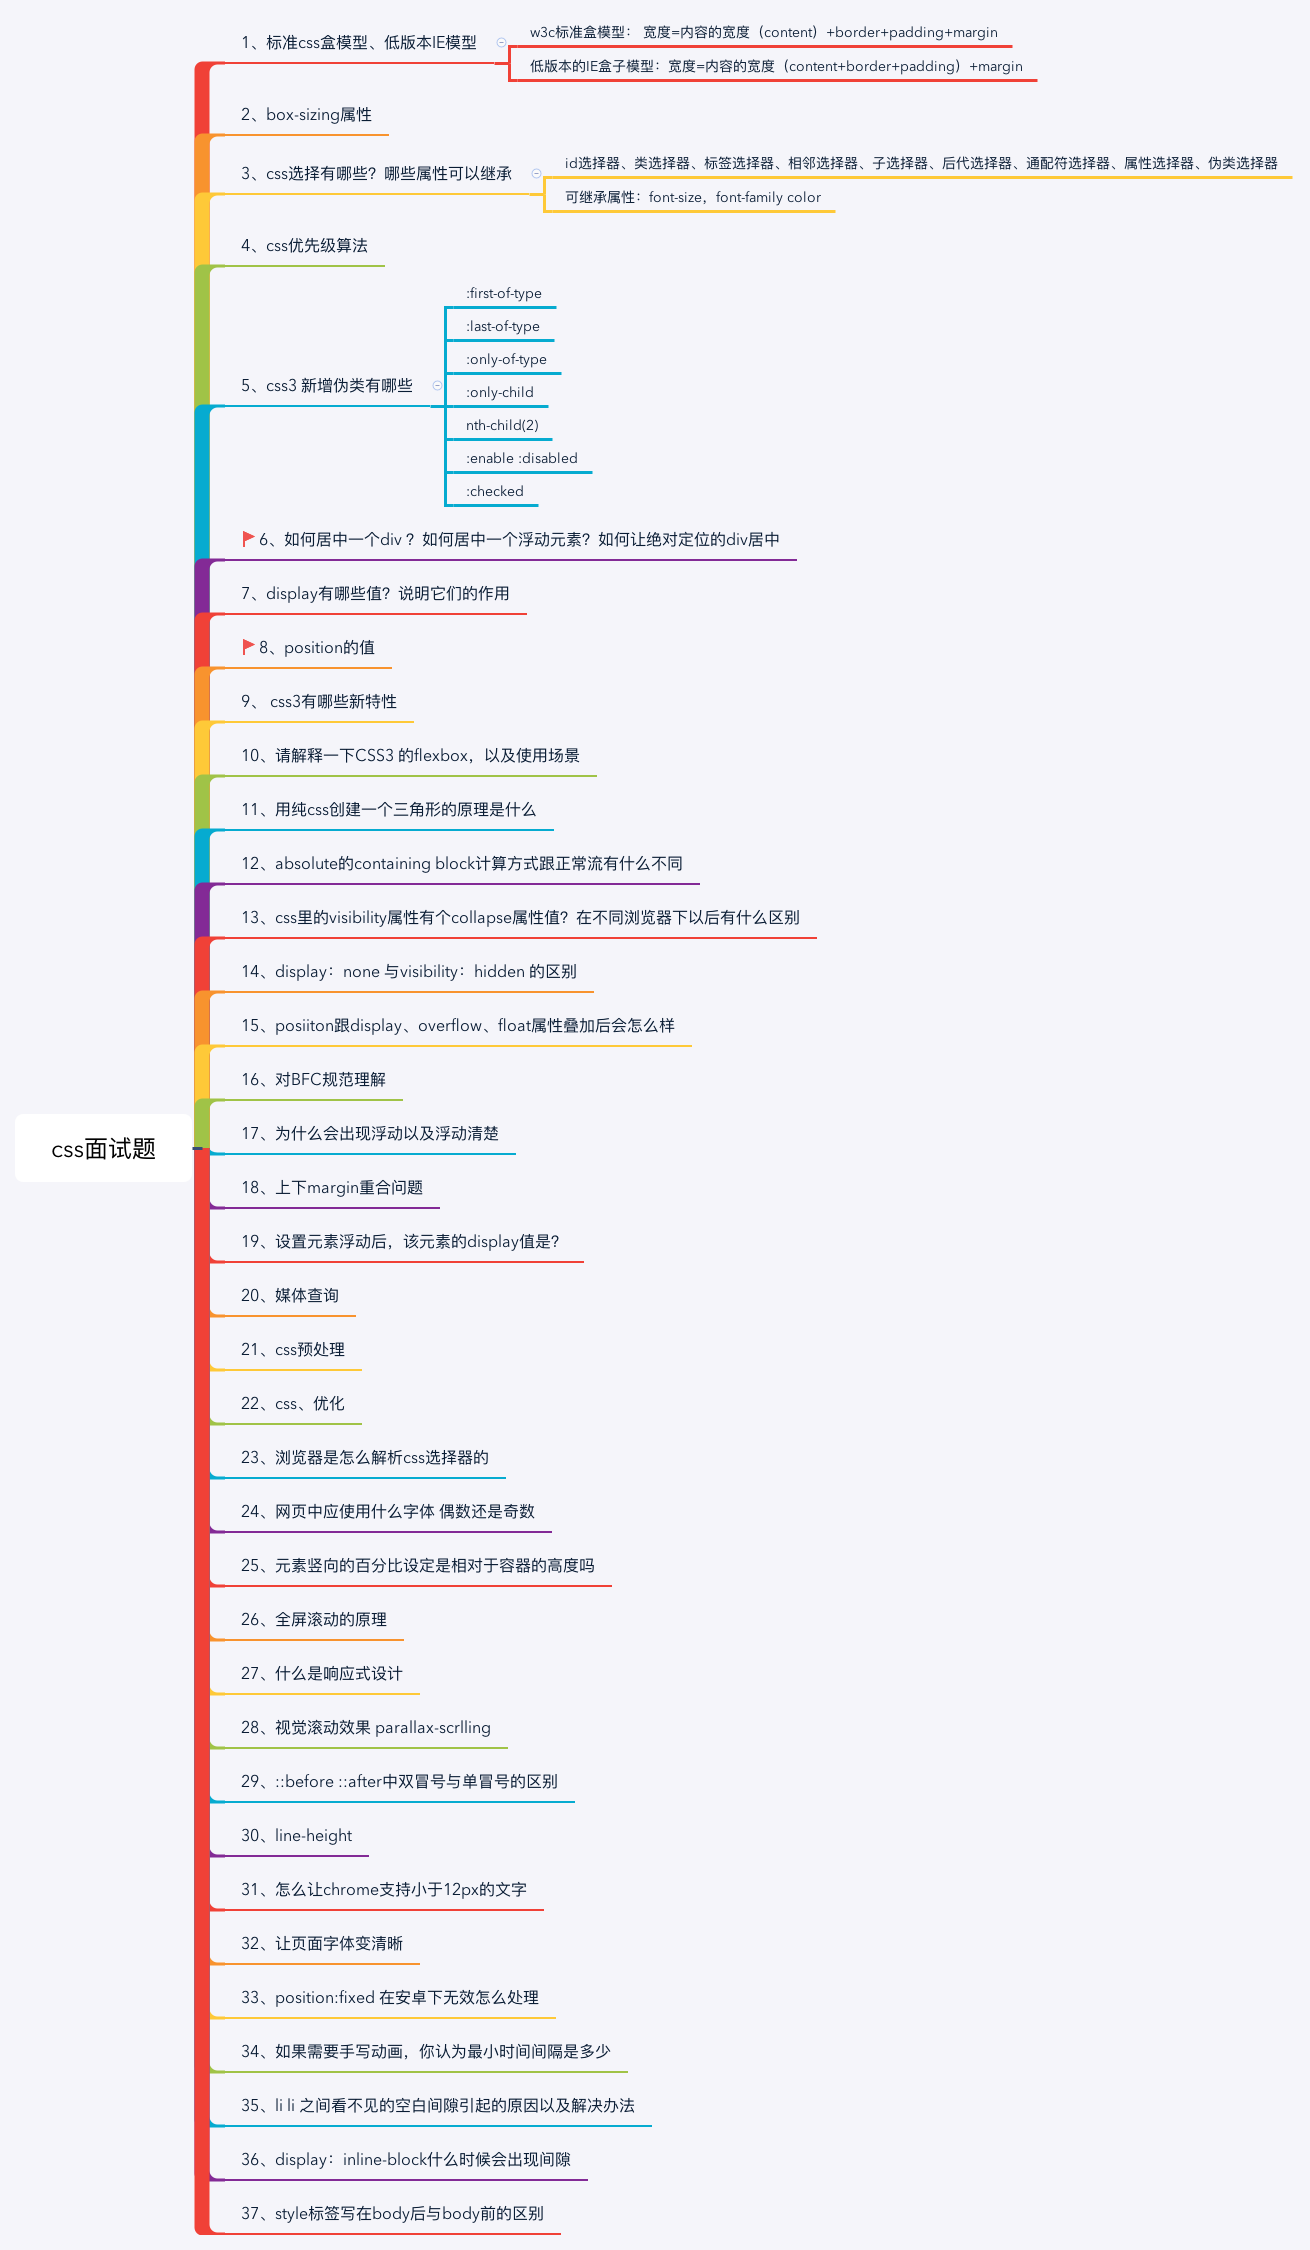 css面试题
1、标准css盒模型、低版本IE模型
w3c标准盒模型： 宽度=内容的宽度（content）+border+padding+margin
低版本的IE盒子模型：宽度=内容的宽度（content+border+padding）+margin
2、box-sizing属性
3、css选择有哪些？哪些属性可以继承
id选择器、类选择器、标签选择器、相邻选择器、子选择器、后代选择器、通配符选择器、属性选择器、伪类选择器
可继承属性：font-size，font-family color
4、css优先级算法
5、css3 新增伪类有哪些
:first-of-type
:last-of-type
:only-of-type
:only-child
nth-child(2)
:enable :disabled
:checked
6、如何居中一个div ？如何居中一个浮动元素？如何让绝对定位的div居中
7、display有哪些值？说明它们的作用
8、position的值
9、 css3有哪些新特性
10、请解释一下CSS3 的flexbox，以及使用场景
11、用纯css创建一个三角形的原理是什么
12、absolute的containing block计算方式跟正常流有什么不同
13、css里的visibility属性有个collapse属性值？在不同浏览器下以后有什么区别
14、display：none 与visibility：hidden 的区别
15、posiiton跟display、overflow、float属性叠加后会怎么样
16、对BFC规范理解
17、为什么会出现浮动以及浮动清楚
18、上下margin重合问题
19、设置元素浮动后，该元素的display值是？
20、媒体查询
21、css预处理
22、css、优化
23、浏览器是怎么解析css选择器的
24、网页中应使用什么字体 偶数还是奇数
25、元素竖向的百分比设定是相对于容器的高度吗
26、全屏滚动的原理
27、什么是响应式设计
28、视觉滚动效果 parallax-scrlling
29、::before ::after中双冒号与单冒号的区别
30、line-height
31、怎么让chrome支持小于12px的文字
32、让页面字体变清晰
33、position:fixed 在安卓下无效怎么处理
34、如果需要手写动画，你认为最小时间间隔是多少
35、li li 之间看不见的空白间隙引起的原因以及解决办法
36、display：inline-block什么时候会出现间隙
37、style标签写在body后与body前的区别